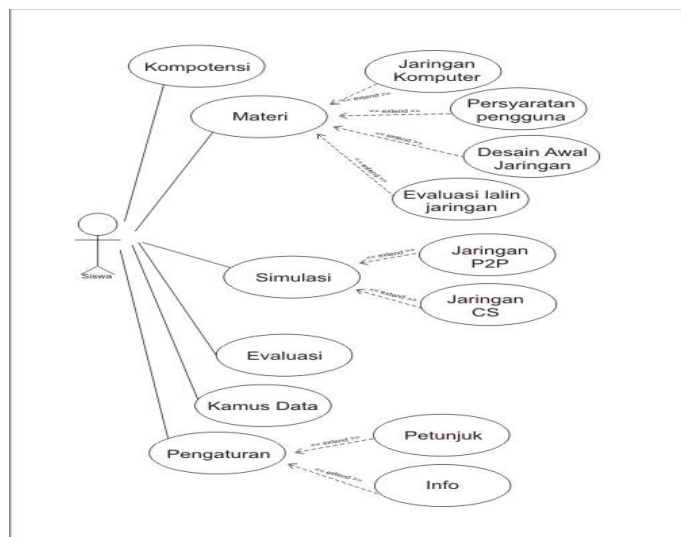 Kompotensi
Materi
Jaringan
Komputer
<< extend >>
Persyaratan
pengguna
<< extend >>
Desain Awal
Jaringan
<< extend >>
Evaluasi lalin
jaringan
<< extend >>
Siswa
Simulasi
Jaringan
P2P
<< extend >>
Jaringan
CS
<< extend >>
Evaluasi
Kamus Data
Pengaturan
Petunjuk
<< extend >>
Info
<< extend >>